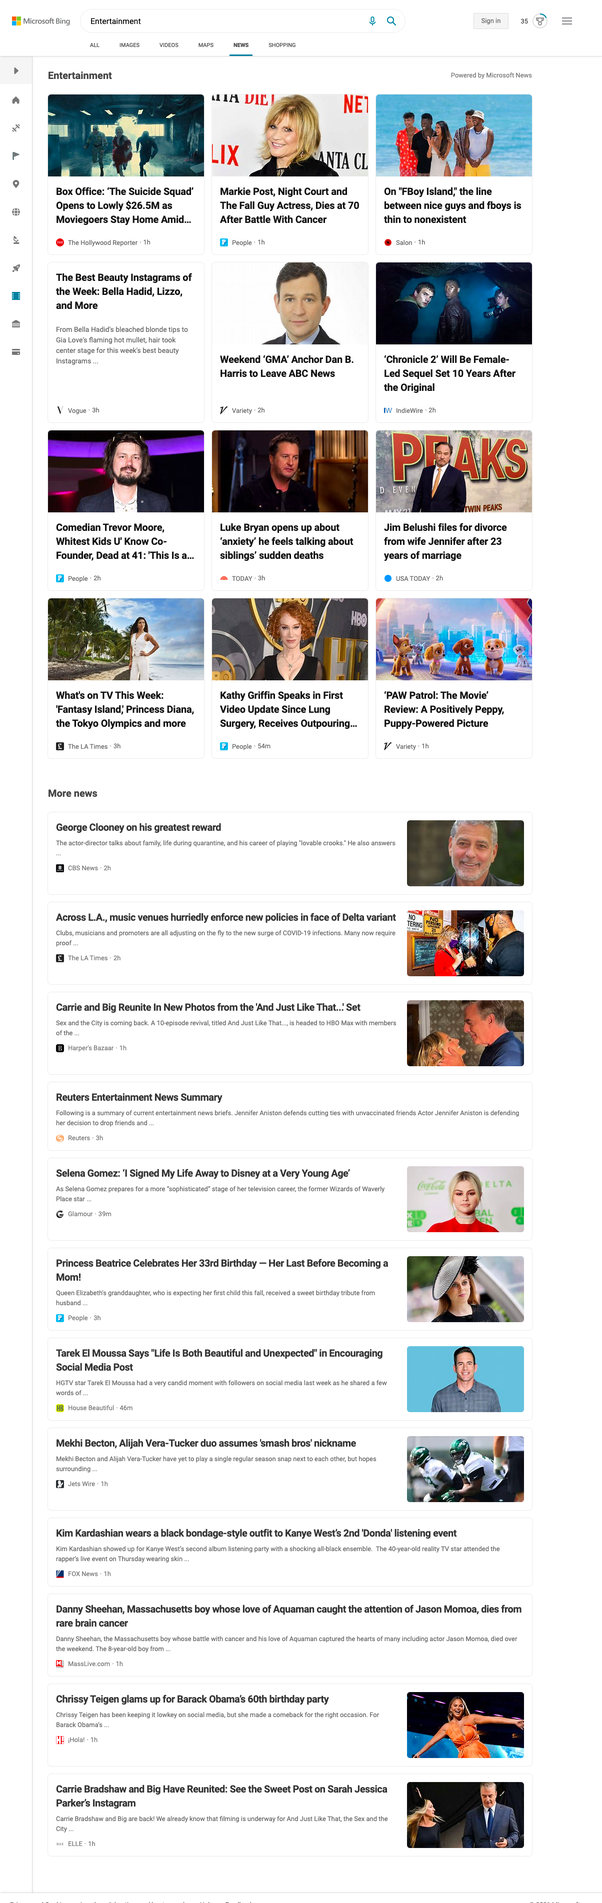 Microsoft Bing
Entertainment
Sign in
35
ALL
IMAGES
VIDEOS
MAPS
NEWS
SHOPPING
Entertainment
Powered by Microsoft News
Box Office: ‘The Suicide Squad’
Opens to Lowly $26.5M as
Moviegoers Stay Home Amid...
The Hollywood Reporter · 1h
Markie Post, Night Court and
The Fall Guy Actress, Dies at 70
After Battle With Cancer
People · 1h
On "FBoy Island," the line
between nice guys and fboys is
thin to nonexistent
Salon · 1h
The Best Beauty Instagrams of
the Week: Bella Hadid, Lizzo,
and More
From Bella Hadid's bleached blonde tips to
Gia Love's flaming hot mullet, hair took
center stage for this week's best beauty
Instagrams ...
Vogue · 3h
Weekend ‘GMA’ Anchor Dan B.
Harris to Leave ABC News
Variety · 2h
‘Chronicle 2’ Will Be Female-
Led Sequel Set 10 Years After
the Original
IndieWire · 2h
Comedian Trevor Moore,
Whitest Kids U' Know Co-
Founder, Dead at 41: 'This Is a...
People · 2h
Luke Bryan opens up about
‘anxiety’ he feels talking about
siblings’ sudden deaths
TODAY · 3h
PEAKS
TWIN PEAKS
Jim Belushi files for divorce
from wife Jennifer after 23
years of marriage
USA TODAY · 2h
What's on TV This Week:
'Fantasy Island,' Princess Diana,
the Tokyo Olympics and more
The LA Times · 3h
HBO
Kathy Griffin Speaks in First
Video Update Since Lung
Surgery, Receives Outpouring...
People · 54m
‘PAW Patrol: The Movie’
Review: A Positively Peppy,
Puppy-Powered Picture
Variety · 1h
More news
George Clooney on his greatest reward
The actor-director talks about family, life during quarantine, and his career of playing "lovable crooks." He also answers
...
CBS News · 2h
Across L.A., music venues hurriedly enforce new policies in face of Delta variant
Clubs, musicians and promoters are all adjusting on the fly to the new surge of COVID-19 infections. Many now require
proof ...
The LA Times · 2h
Carrie and Big Reunite In New Photos from the 'And Just Like That...' Set
Sex and the City is coming back. A 10-episode revival, titled And Just Like That..., is headed to HBO Max with members
of the ...
Harper's Bazaar · 1h
Reuters Entertainment News Summary
Following is a summary of current entertainment news briefs. Jennifer Aniston defends cutting ties with unvaccinated friends Actor Jennifer Aniston is defending
her decision to drop friends and ...
Reuters · 3h
Selena Gomez: ‘I Signed My Life Away to Disney at a Very Young Age’
As Selena Gomez prepares for a more “sophisticated” stage of her television career, the former Wizards of Waverly
Place star ...
Glamour · 39m
Princess Beatrice Celebrates Her 33rd Birthday — Her Last Before Becoming a
Mom!
Queen Elizabeth's granddaughter, who is expecting her first child this fall, received a sweet birthday tribute from
husband ...
People · 3h
Tarek El Moussa Says "Life Is Both Beautiful and Unexpected" in Encouraging
Social Media Post
HGTV star Tarek El Moussa had a very candid moment with followers on social media last week as he shared a few
words of ...
House Beautiful · 46m
Mekhi Becton, Alijah Vera-Tucker duo assumes 'smash bros' nickname
Mekhi Becton and Alijah Vera-Tucker have yet to play a single regular season snap next to each other, but hopes
surrounding ...
Jets Wire · 1h
Kim Kardashian wears a black bondage-style outfit to Kanye West’s 2nd 'Donda' listening event
Kim Kardashian showed up for Kanye West's second album listening party with a shocking all-black ensemble. The 40-year-old reality TV star attended the
rapper's live event on Thursday wearing skin ...
FOX News · 1h
Danny Sheehan, Massachusetts boy whose love of Aquaman caught the attention of Jason Momoa, dies from
rare brain cancer
Danny Sheehan, the Massachusetts boy whose battle with cancer and his love of Aquaman captured the hearts of many including actor Jason Momoa, died over
the weekend. The 8-year-old boy from ...
MassLive.com · 1h
Chrissy Teigen glams up for Barack Obama’s 60th birthday party
Chrissy Teigen has been keeping it lowkey on social media, but she made a comeback for the right occasion. For
Barack Obama's ...
¡Hola! · 1h
Carrie Bradshaw and Big Have Reunited: See the Sweet Post on Sarah Jessica
Parker’s Instagram
Carrie Bradshaw and Big are back! We already know that filming is underway for And Just Like That, the Sex and the
City ...
ELLE · 1h